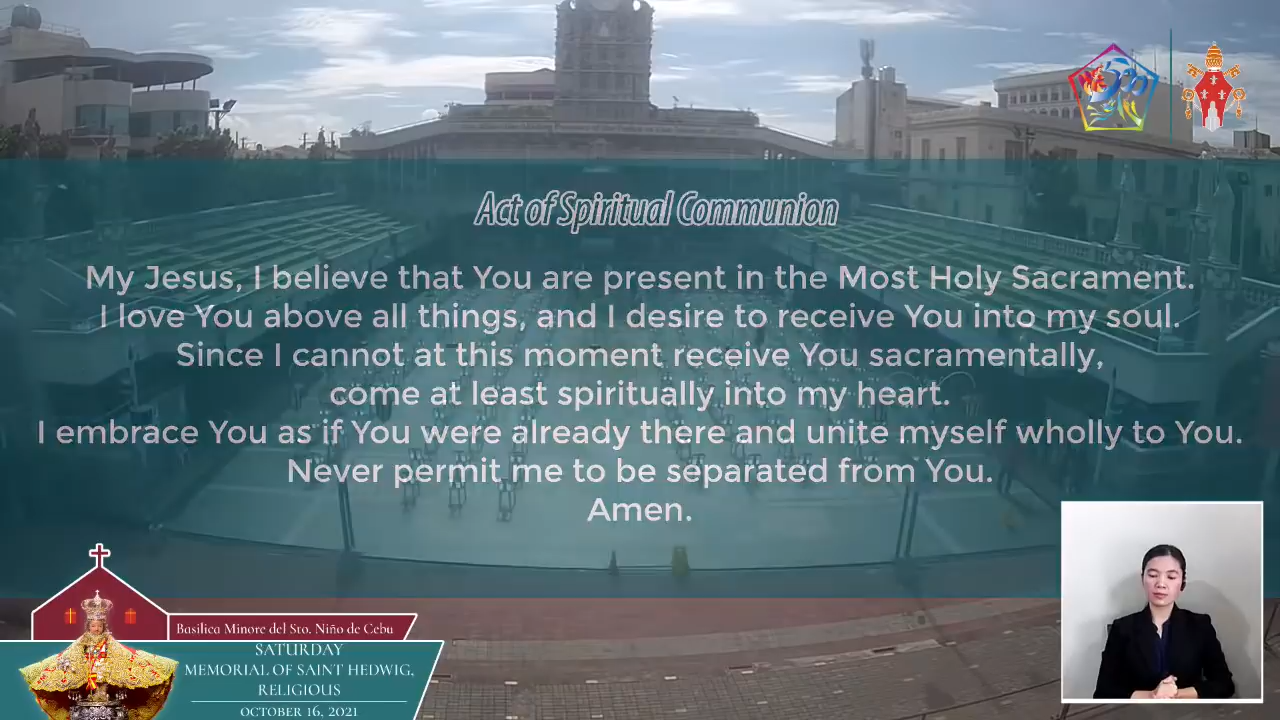 Act of Spiritual Communion
My Jesus, I believe that You are present in the Most Holy Sacrament.
I love You above all things, and I desire to receive You into my soul.
Since I cannot at this moment receive You sacramentally,
come at least spiritually into my heart.
I embrace You as if You were already there and unite myself wholly to You.
Never permit me to be separated from You.
Amen.
Basilica Minore del Sto. Niño de Cebu
SATURDAY
MEMORIAL OF SAINT HEDWIG,
RELIGIOUS
OCTOBER 16, 2021